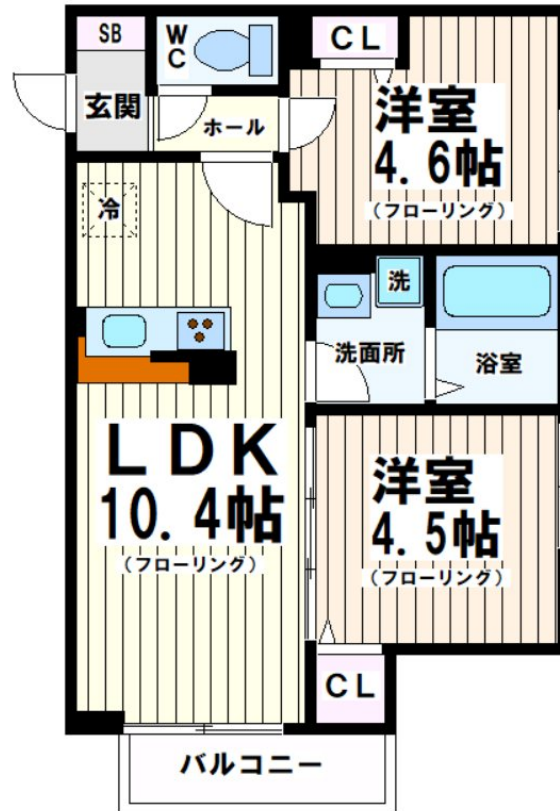 SB
WC
CL
玄関
ホール
洋室
4.6帖
(フローリング)
冷
洗
洗面所
浴室
LDK
10.4帖
(フローリング)
洋室
4.5帖
(フローリング)
CL
バルコニー